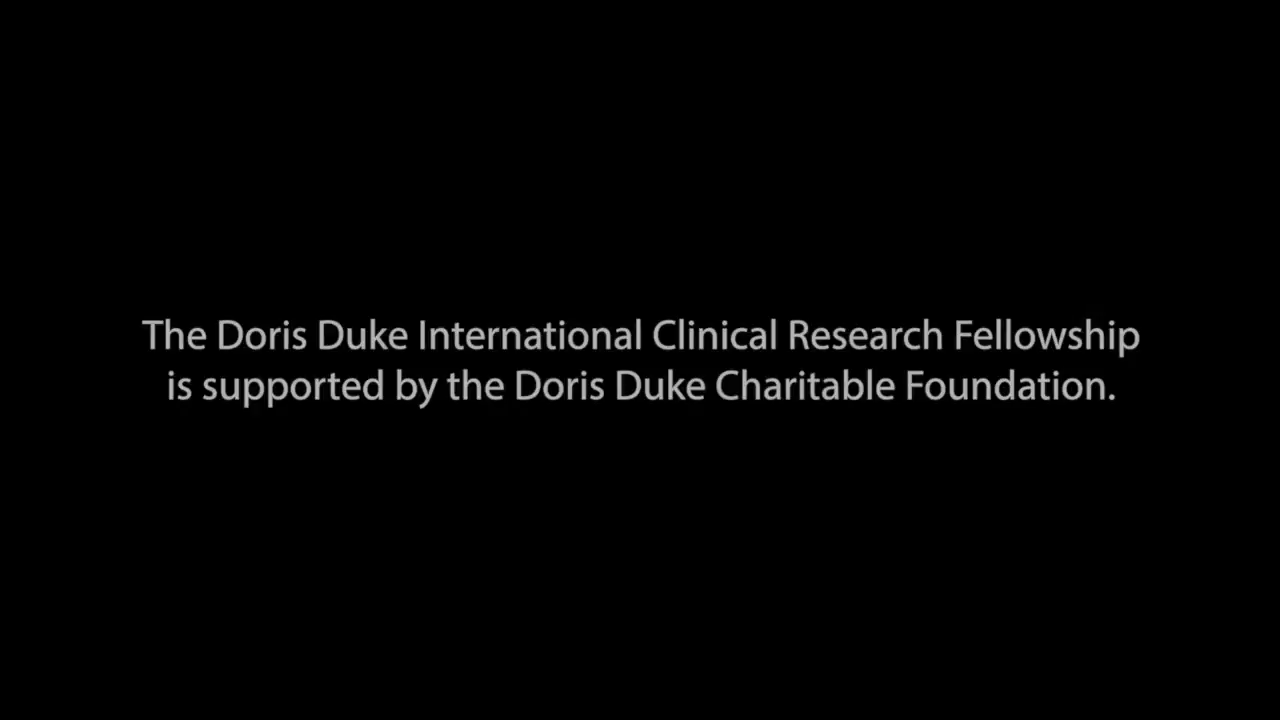 The Doris Duke International Clinical Research Fellowship
is supported by the Doris Duke Charitable Foundation.